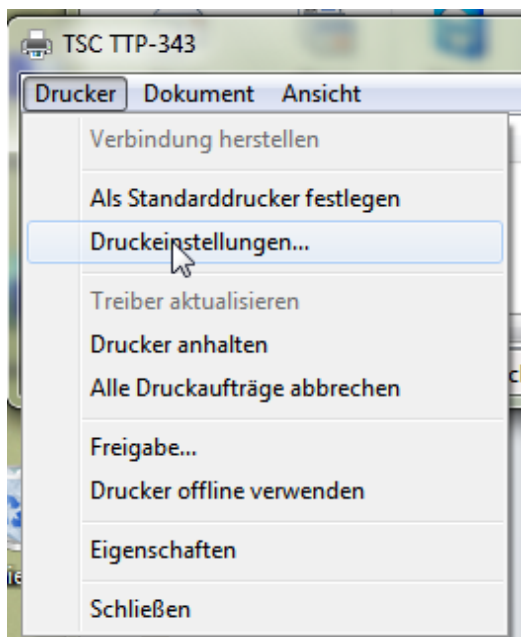 TSC TTP-343
Drucker Dokument Ansicht
Verbindung herstellen
Als Standarddrucker festlegen
Druckeinstellungen...
Treiber aktualisieren
Drucker anhalten
Alle Druckaufträge abbrechen
Freigabe...
Drucker offline verwenden
Eigenschaften
Schließen